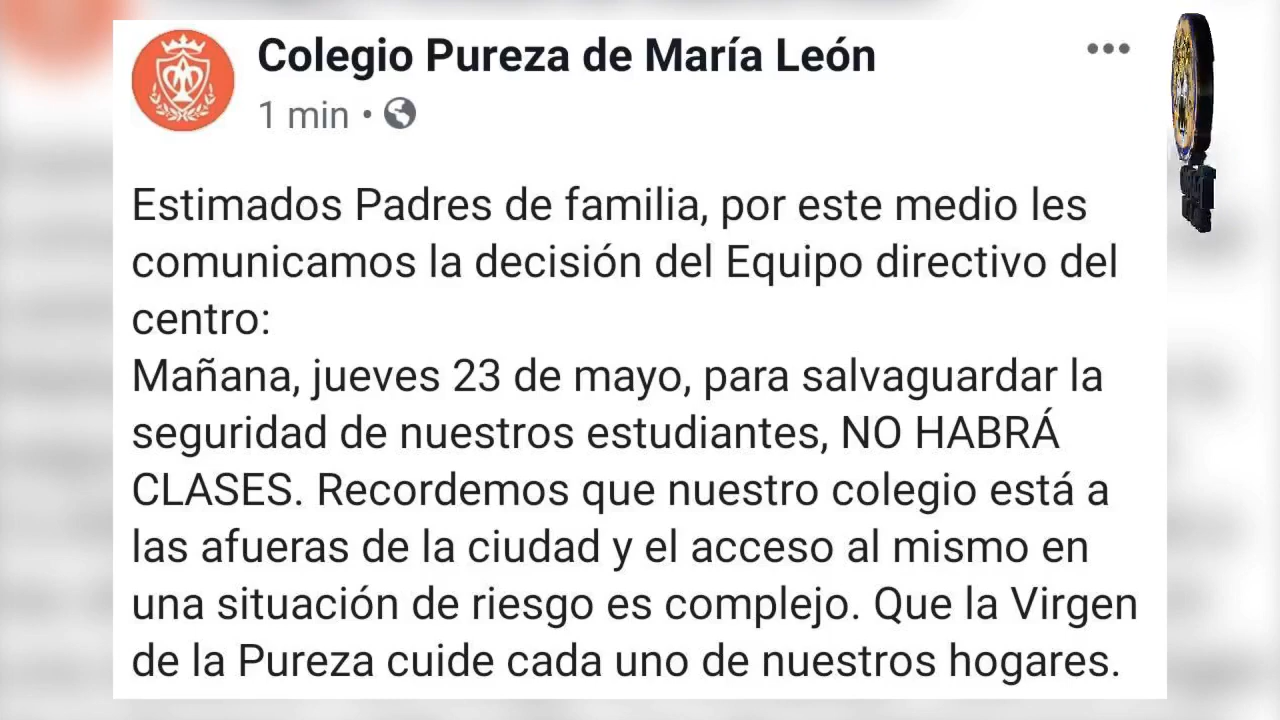 Colegio Pureza de María León
1 min
Estimados Padres de familia, por este medio les
comunicamos la decisión del Equipo directivo del
centro:
Mañana, jueves 23 de mayo, para salvaguardar la
seguridad de nuestros estudiantes, NO HABRÁ
CLASES. Recordemos que nuestro colegio está a
las afueras de la ciudad y el acceso al mismo en
una situación de riesgo es complejo. Que la Virgen
de la Pureza cuide cada uno de nuestros hogares.